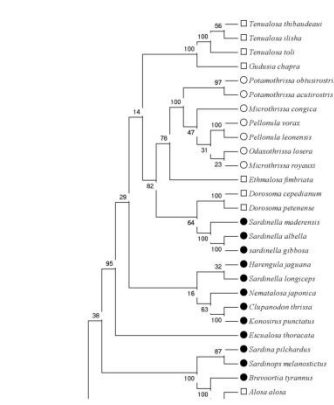 Tenualosa thibaudeaui
56
Tenualosa ilisha
100
Tenualosa toli
100
Gudusia chapra
Potamothrissa obtusirostri
97
Potamothrissa acutirostris
100
Microthrissa congica
14
47
Pellonula vorax
100
Pellonula leonensis
76
31
Odaxothrissa losera
23
Microthrissa royauxi
Ethmalosa fimbriata
82
Dorosoma cepedianum
100
Dorosoma petenense
29
64
Sardinella maderensis
100
Sardinella albella
100
sardinella gibbosa
95
Harengula jaguana
32
Sardinella longiceps
16
Nematalosa japonica
63
Clupanodon thrissa
100
Konosirus punctatus
38
Escualosa thoracata
Sardina pilchardus
87
Sardinops melanostictus
100
Brevoortia tyrannus
100
Alosa alosa